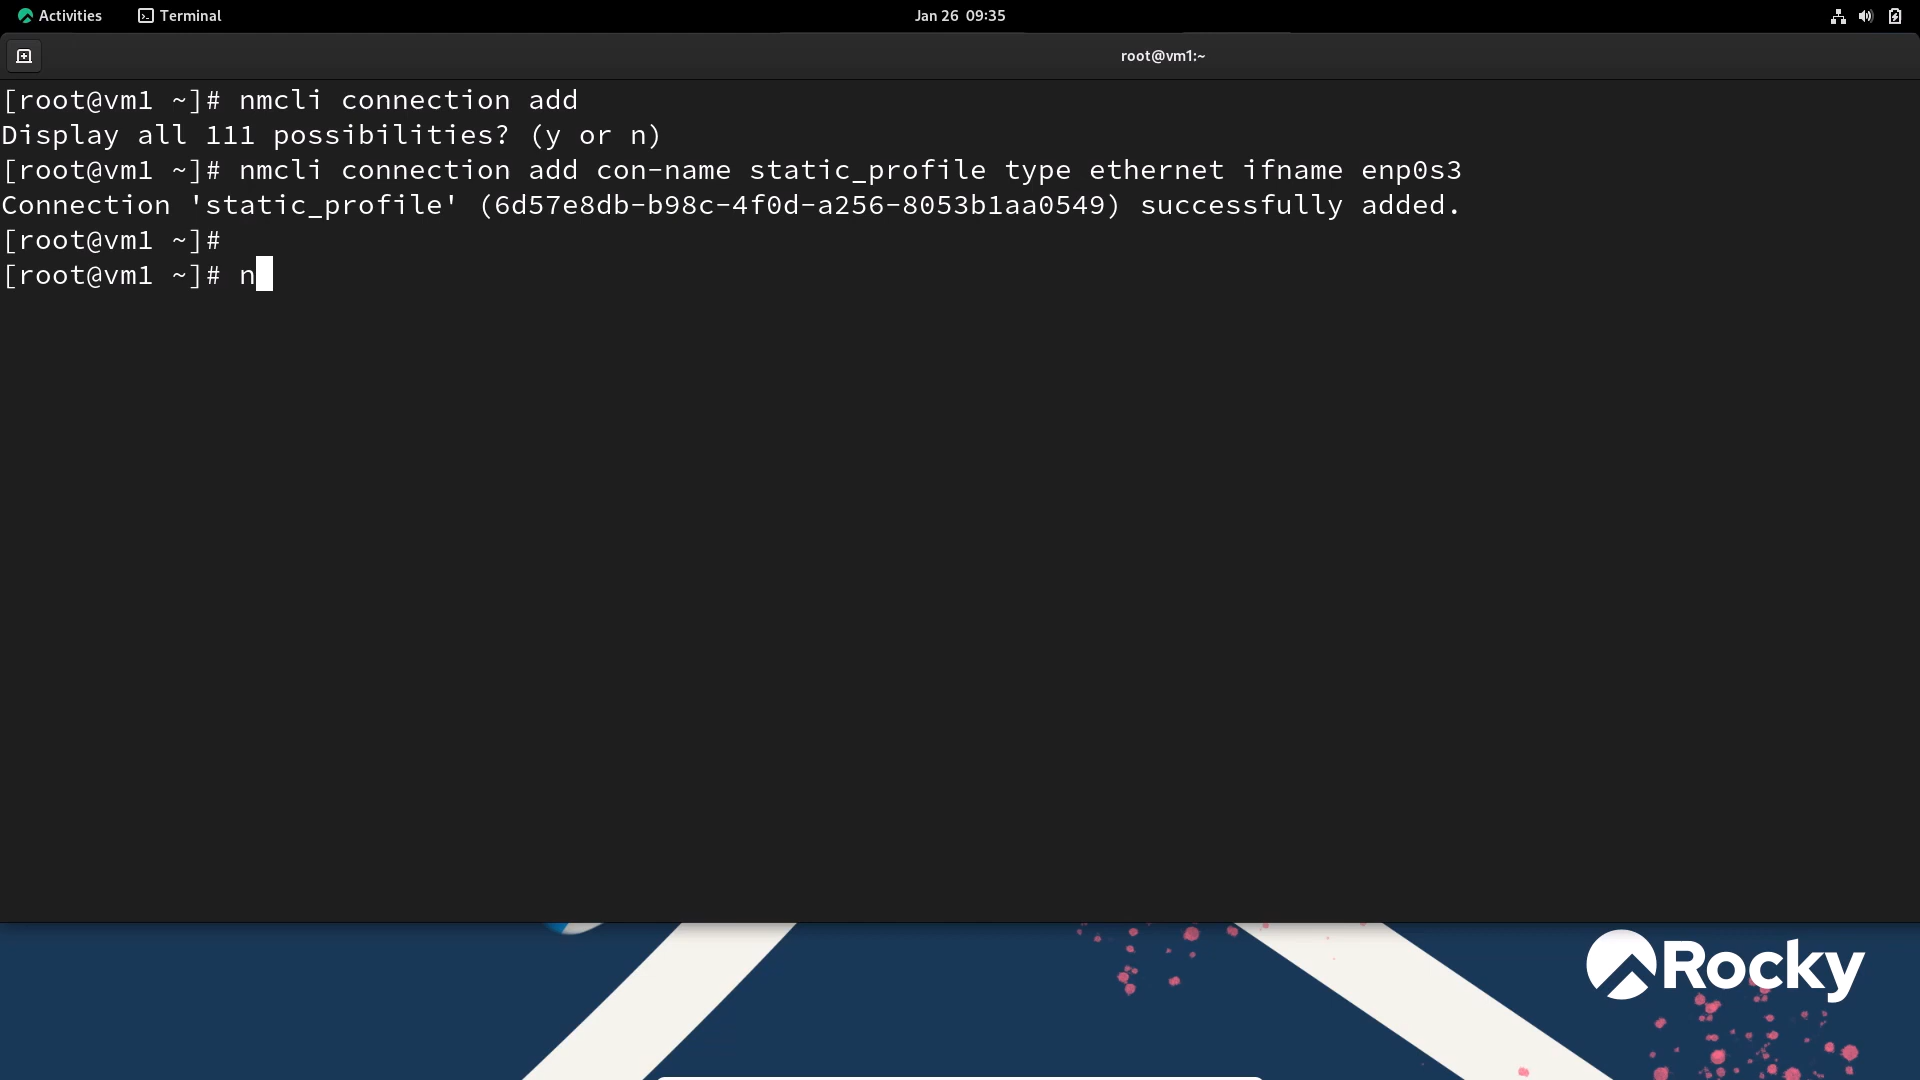 Activities Terminal Jan 26 09:35
root@vm1:~
[root@vm1 ~]# nmcli connection add
Display all 111 possibilities? (y or n)
[root@vm1 ~]# nmcli connection add con-name static_profile type ethernet ifname enp0s3
Connection 'static_profile' (6d57e8db-b98c-4f0d-a256-8053b1aa0549) successfully added.
[root@vm1 ~]#
[root@vm1 ~]# n
Rocky